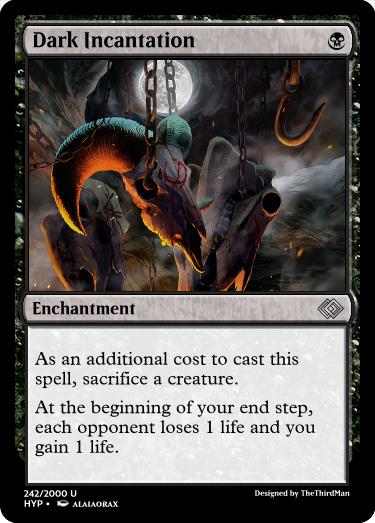 Dark Incantation
Enchantment
As an additional cost to cast this
spell, sacrifice a creature.
At the beginning of your end step,
each opponent loses 1 life and you
gain 1 life.
242/2000 U
HYP • ALAIAORAX
Designed by TheThirdMan